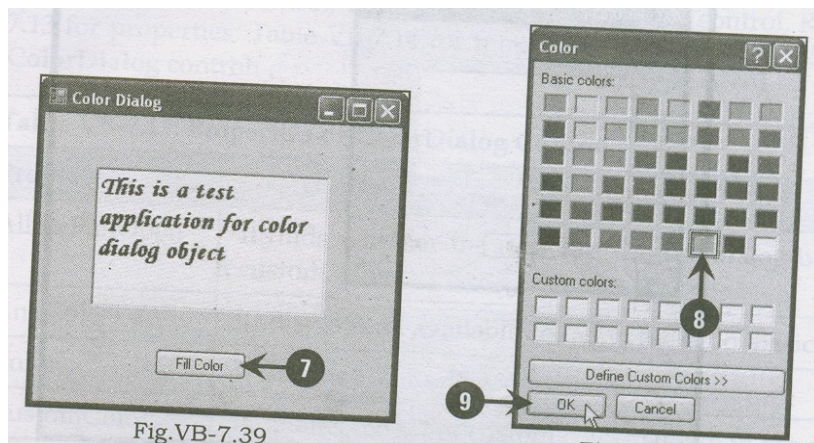 Color Dialog
This is a test
application for color
dialog object
Fill Color
7
Fig.VB-7.39
Color
Basic colors:
8
Custom colors:
Define Custom Colors >>
9
OK
Cancel